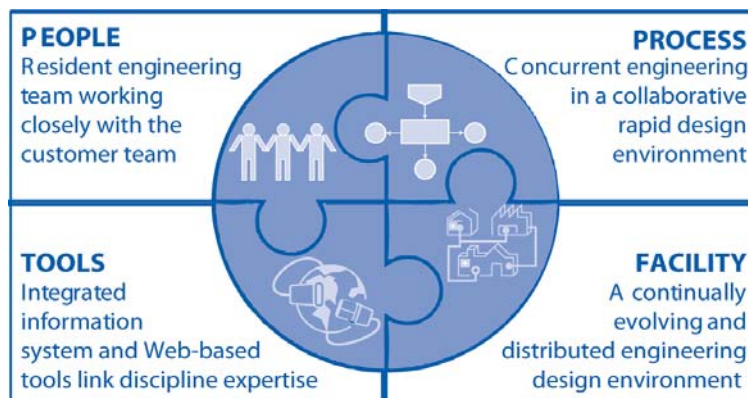 PEOPLE
Resident engineering
team working
closely with the
customer team
PROCESS
Concurrent engineering
in a collaborative
rapid design
environment
TOOLS
Integrated
information
system and Web-based
tools link discipline expertise
FACILITY
A continually
evolving and
distributed engineering
design environment